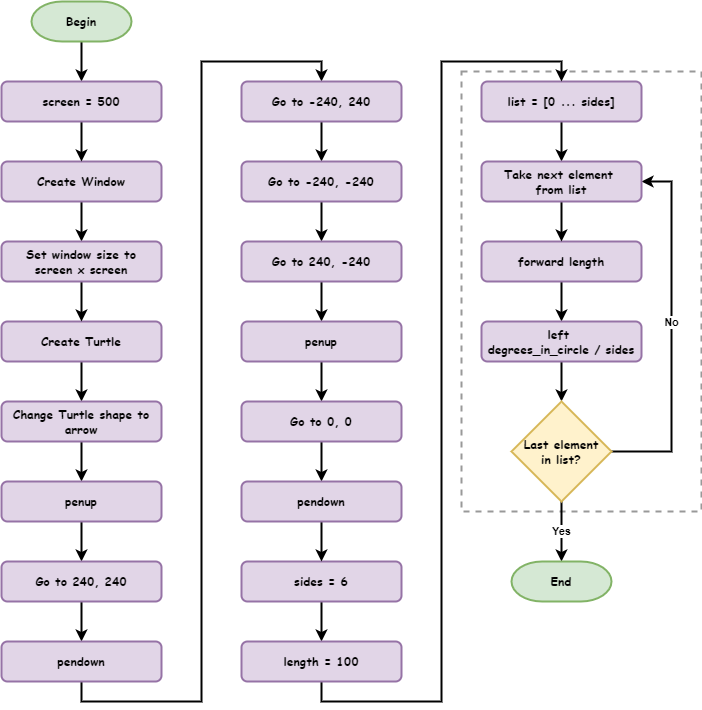 Begin
screen = 500
Create Window
Set window size to
screen x screen
Create Turtle
Change Turtle shape to
arrow
penup
Go to 240, 240
pendown
Go to -240, 240
Go to -240, -240
Go to 240, -240
penup
Go to 0, 0
pendown
sides = 6
length = 100
list = [0 ... sides]
Take next element
from list
forward length
left
degrees_in_circle / sides
Last element
in list?
No
Yes
End